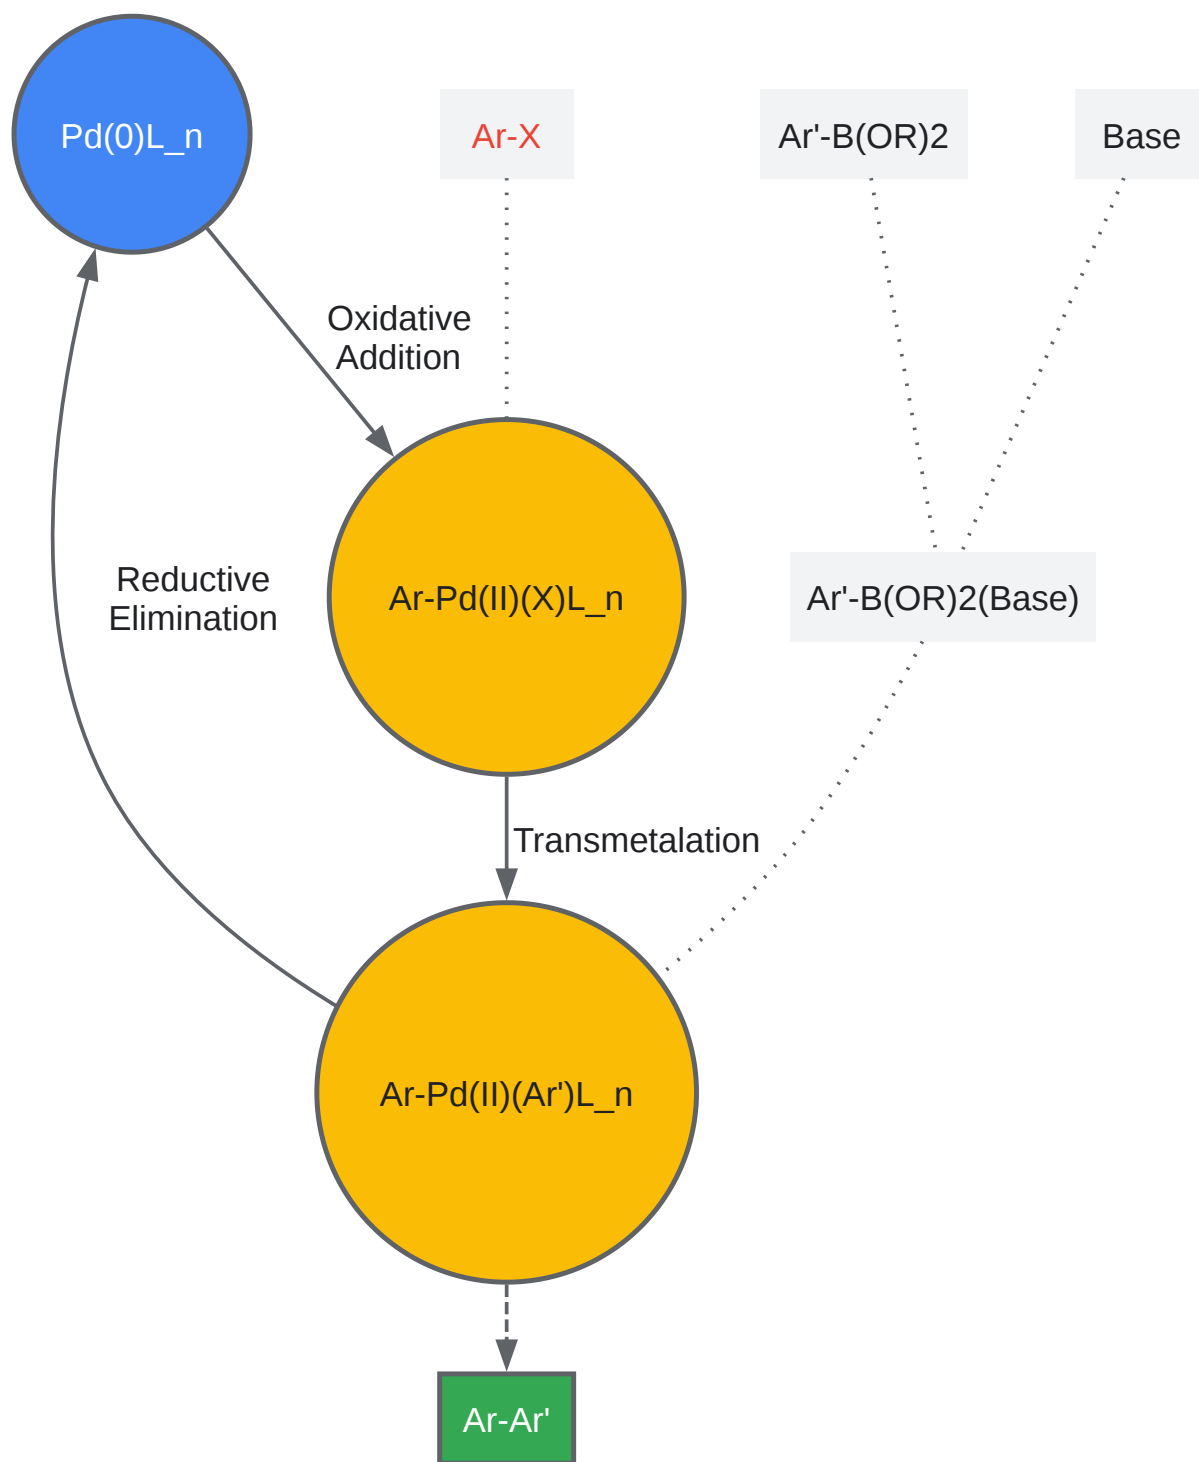 Pd(0)L_n
Ar-X
Ar'-B(OR)2
Base
Oxidative
Addition
Reductive
Elimination
Ar-Pd(II)(X)L_n
Ar'-B(OR)2(Base)
Transmetalation
Ar-Pd(II)(Ar')L_n
Ar-Ar'